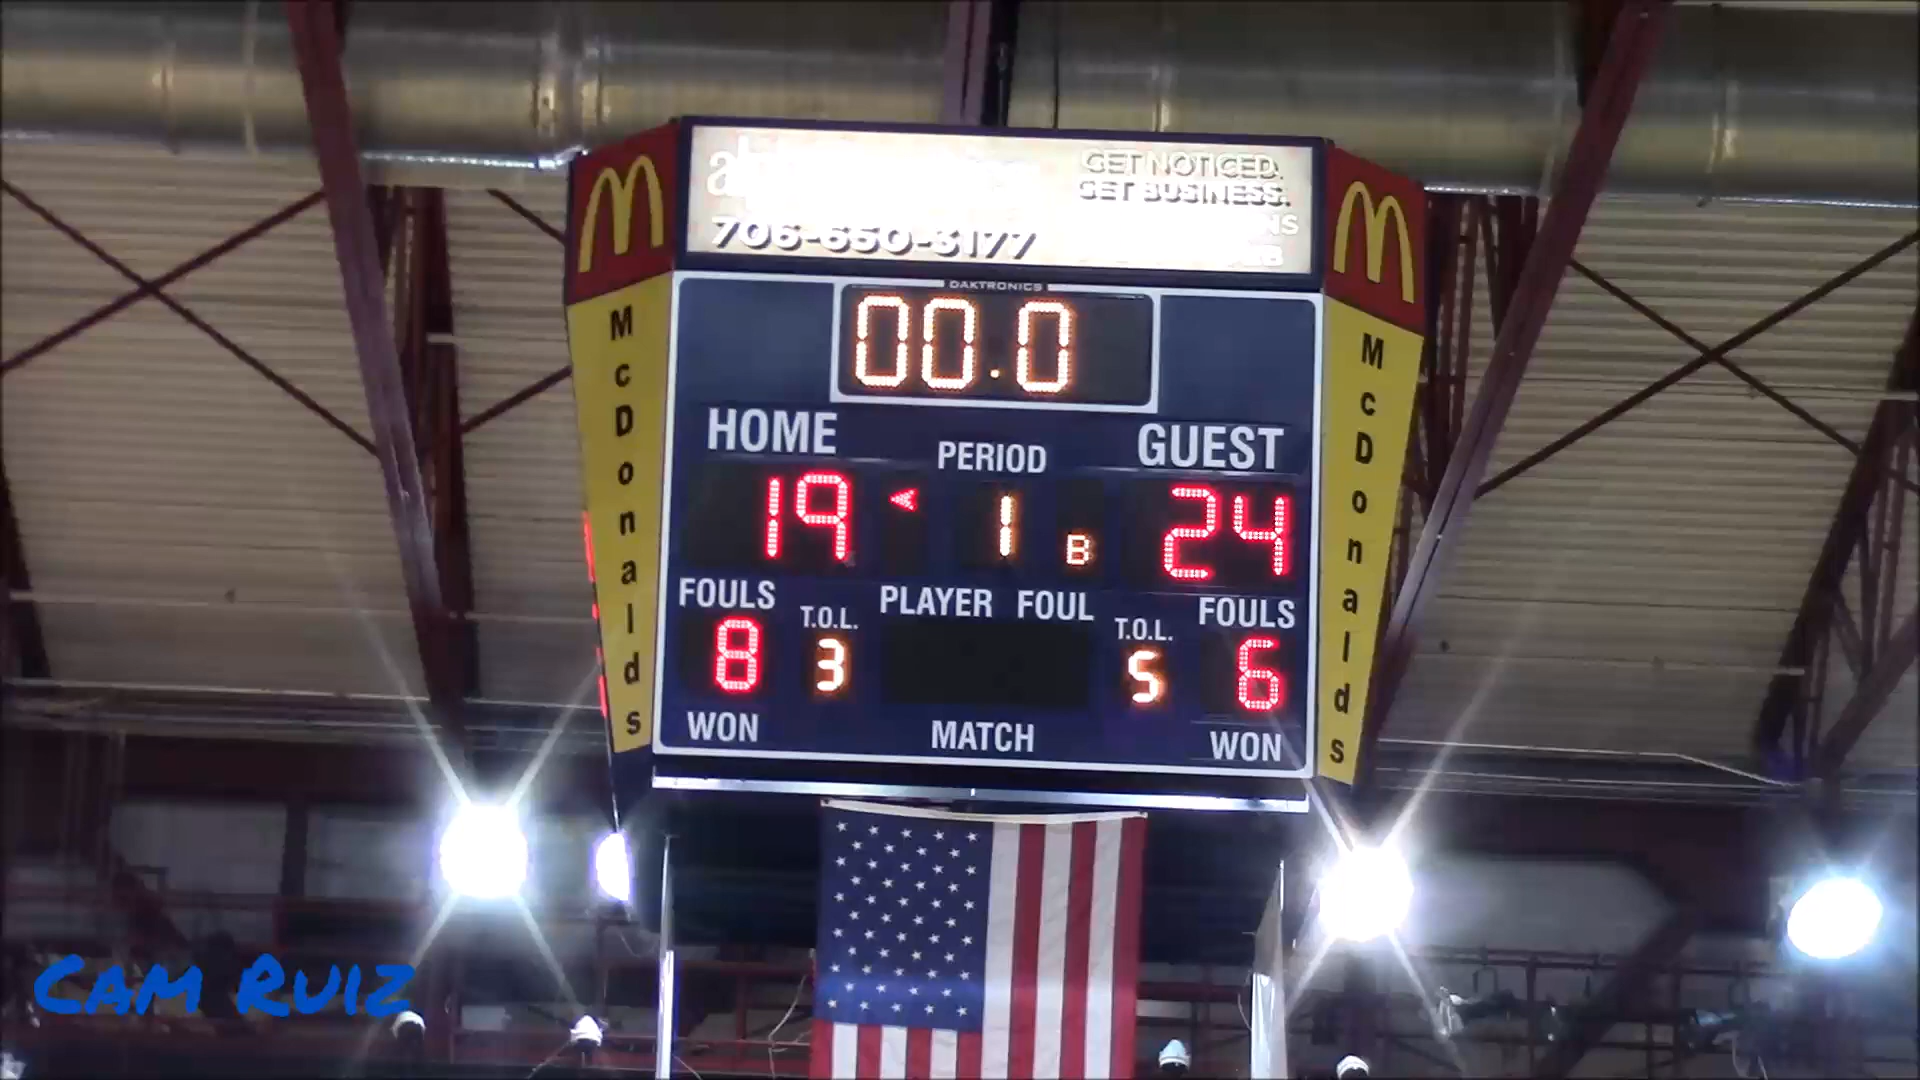 GET NOTICED.
GET BUSINESS.
706-650-3177
DAKTRONICS
00.0
HOME
PERIOD
GUEST
19
1
B
24
FOULS
T.O.L.
PLAYER FOUL
T.O.L.
FOULS
8
3
5
6
WON
MATCH
WON
McDonalds
McDonalds
Cam Ruiz